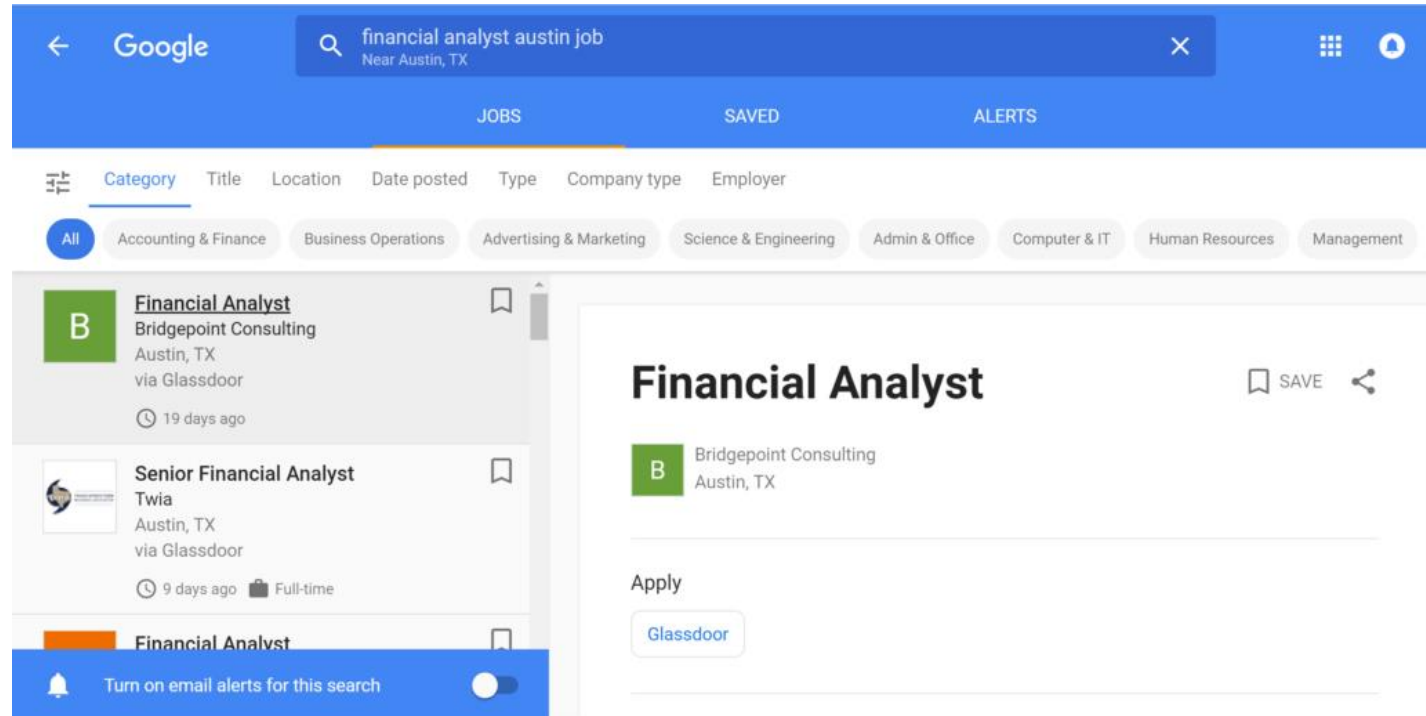 Google
financial analyst austin job
Near Austin, TX
JOBS SAVED ALERTS
Category Title Location Date posted Type Company type Employer
All Accounting & Finance Business Operations Advertising & Marketing Science & Engineering Admin & Office Computer & IT Human Resources Management
B
Financial Analyst
Bridgepoint Consulting
Austin, TX
via Glassdoor
19 days ago
Senior Financial Analyst
Twia
Austin, TX
via Glassdoor
9 days ago Full-time
Financial Analyst
Turn on email alerts for this search
Financial Analyst
SAVE
B
Bridgepoint Consulting
Austin, TX
Apply
Glassdoor